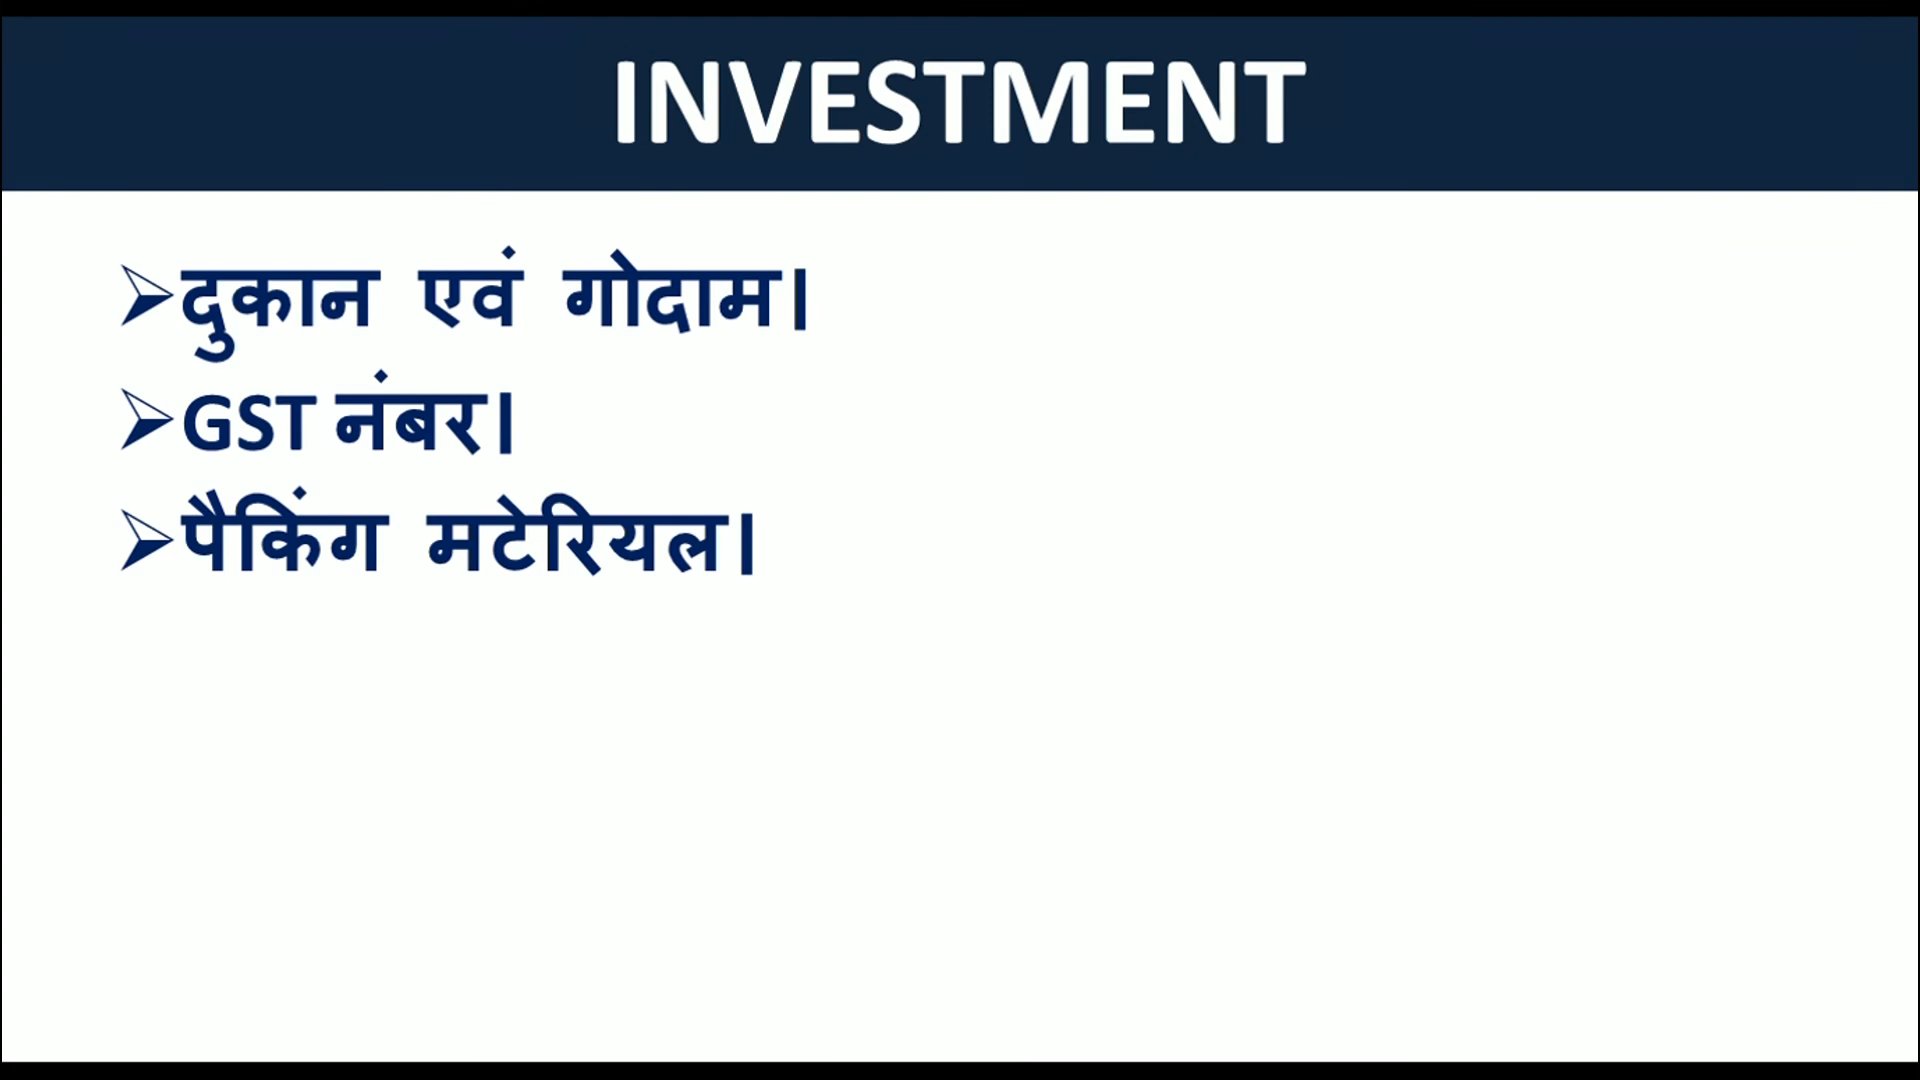 INVESTMENT
दुकान एवं गोदाम।
GST नंबर।
पैकिंग मटेरियल।